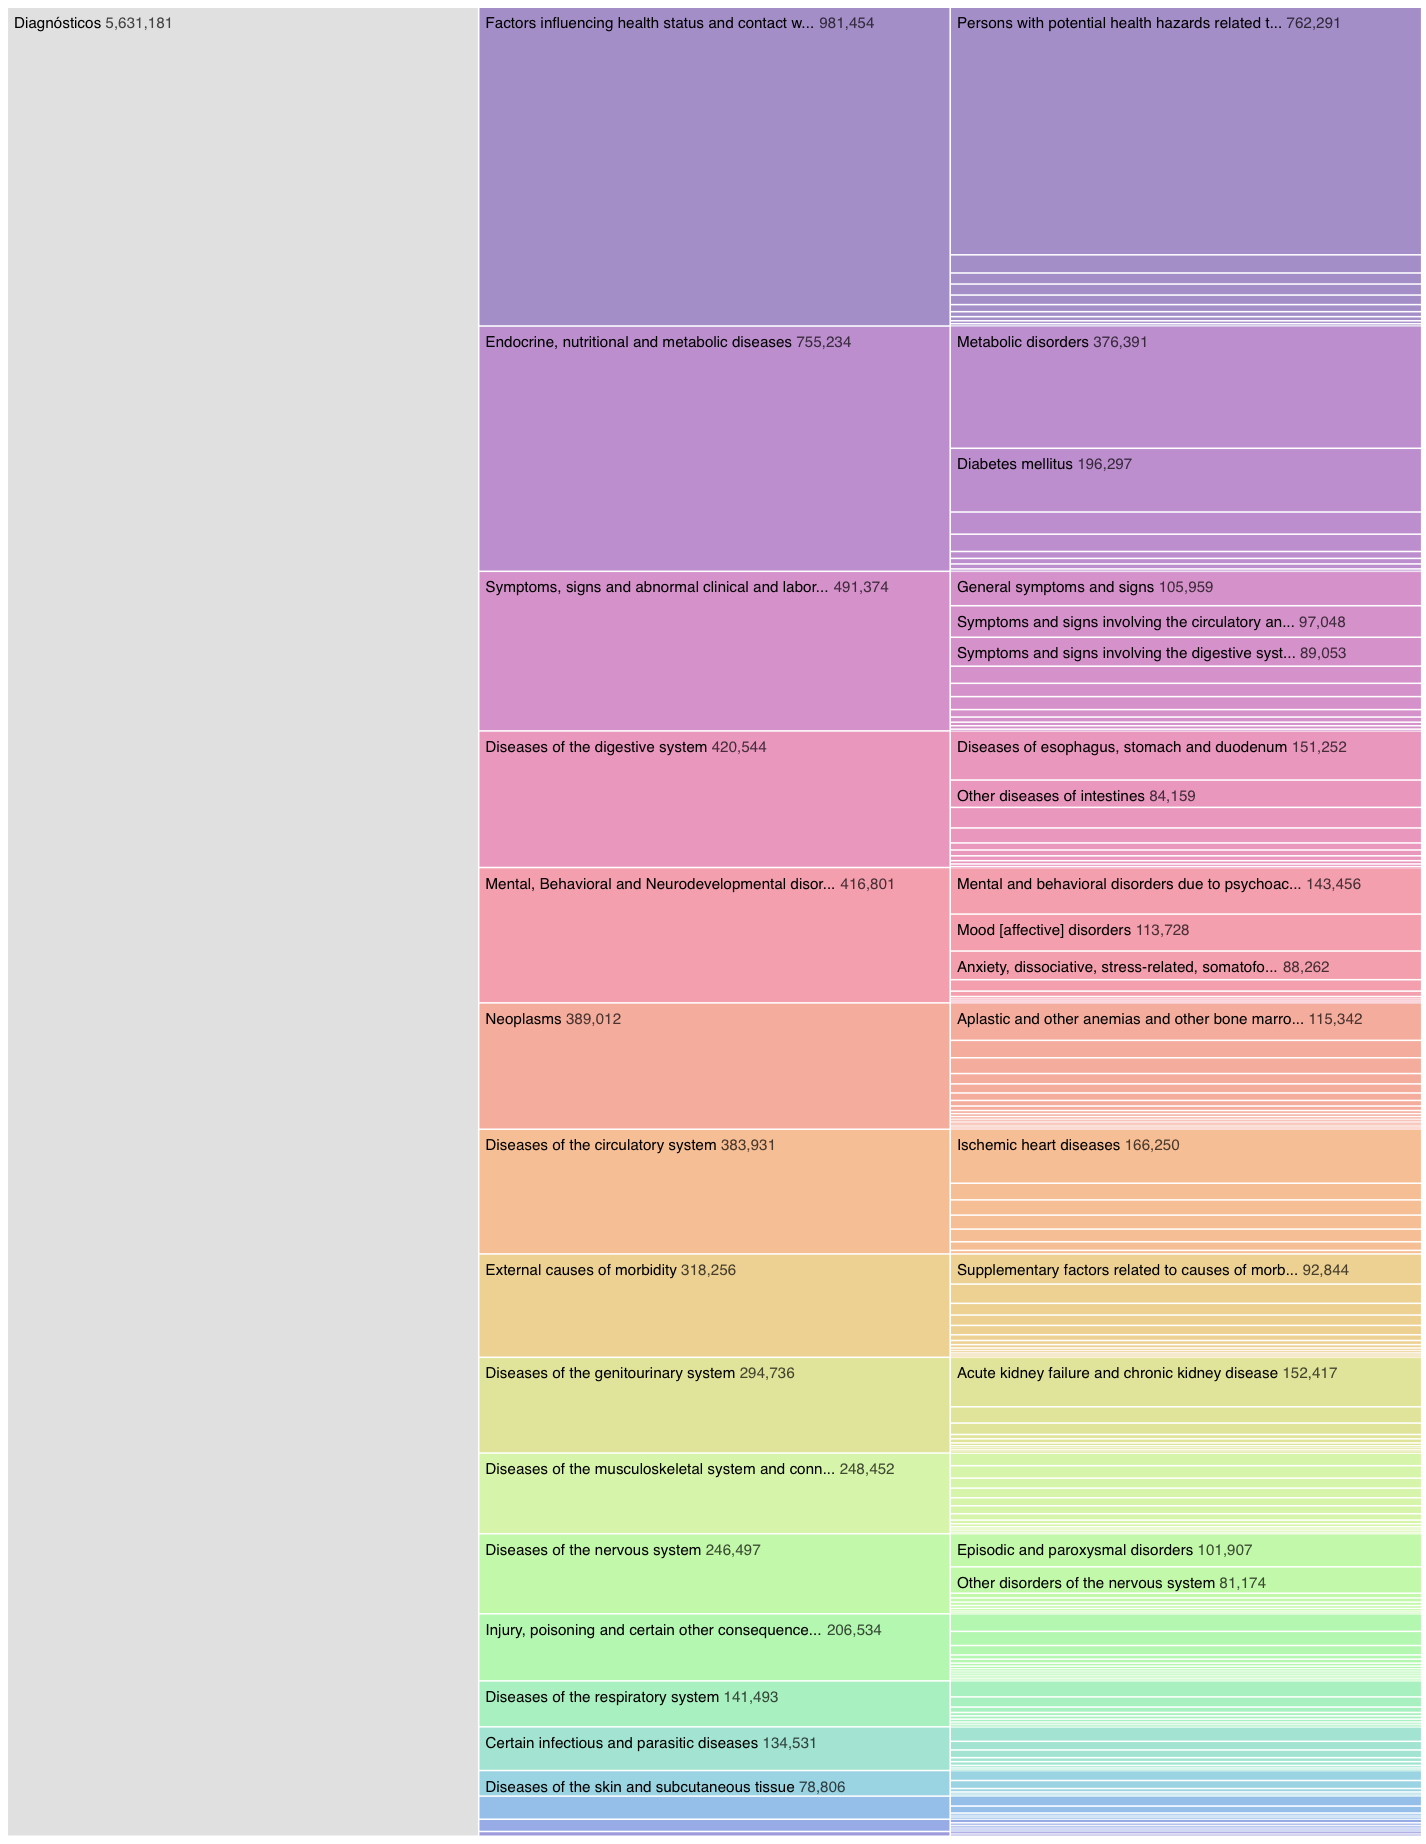 Diagnósticos 5,631,181
Factors influencing health status and contact w... 981,454
Persons with potential health hazards related t... 762,291
Endocrine, nutritional and metabolic diseases 755,234
Metabolic disorders 376,391
Diabetes mellitus 196,297
Symptoms, signs and abnormal clinical and labor... 491,374
General symptoms and signs 105,959
Symptoms and signs involving the circulatory an... 97,048
Symptoms and signs involving the digestive syst... 89,053
Diseases of the digestive system 420,544
Diseases of esophagus, stomach and duodenum 151,252
Other diseases of intestines 84,159
Mental, Behavioral and Neurodevelopmental disor... 416,801
Mental and behavioral disorders due to psychoac... 143,456
Mood [affective] disorders 113,728
Anxiety, dissociative, stress-related, somatofo... 88,262
Neoplasms 389,012
Aplastic and other anemias and other bone marro... 115,342
Diseases of the circulatory system 383,931
Ischemic heart diseases 166,250
External causes of morbidity 318,256
Supplementary factors related to causes of morb... 92,844
Diseases of the genitourinary system 294,736
Acute kidney failure and chronic kidney disease 152,417
Diseases of the musculoskeletal system and conn... 248,452
Diseases of the nervous system 246,497
Episodic and paroxysmal disorders 101,907
Other disorders of the nervous system 81,174
Injury, poisoning and certain other consequence... 206,534
Diseases of the respiratory system 141,493
Certain infectious and parasitic diseases 134,531
Diseases of the skin and subcutaneous tissue 78,806